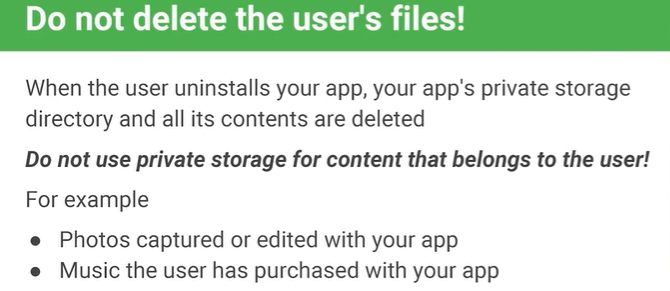 Do not delete the user's files!
When the user uninstalls your app, your app's private storage
directory and all its contents are deleted
Do not use private storage for content that belongs to the user!
For example
● Photos captured or edited with your app
● Music the user has purchased with your app